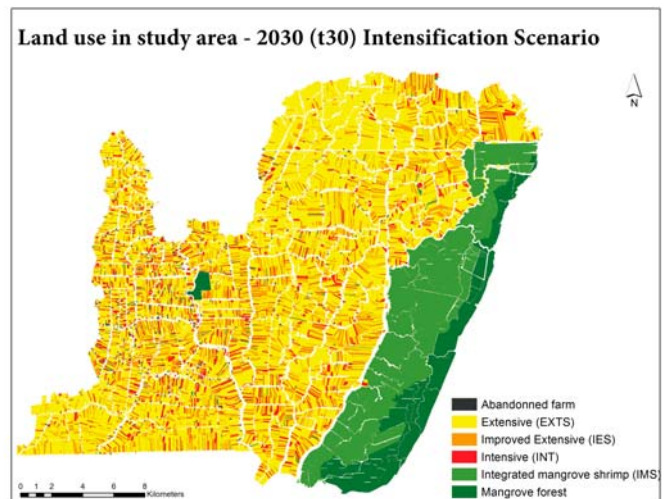 Land use in study area - 2030 (t30) Intensification Scenario
N
Abandonned farm
Extensive (EXTS)
Improved Extensive (IES)
Intensive (INT)
Integrated mangrove shrimp (IMS)
Mangrove forest
0 1 2 4 6 8
Kilometers